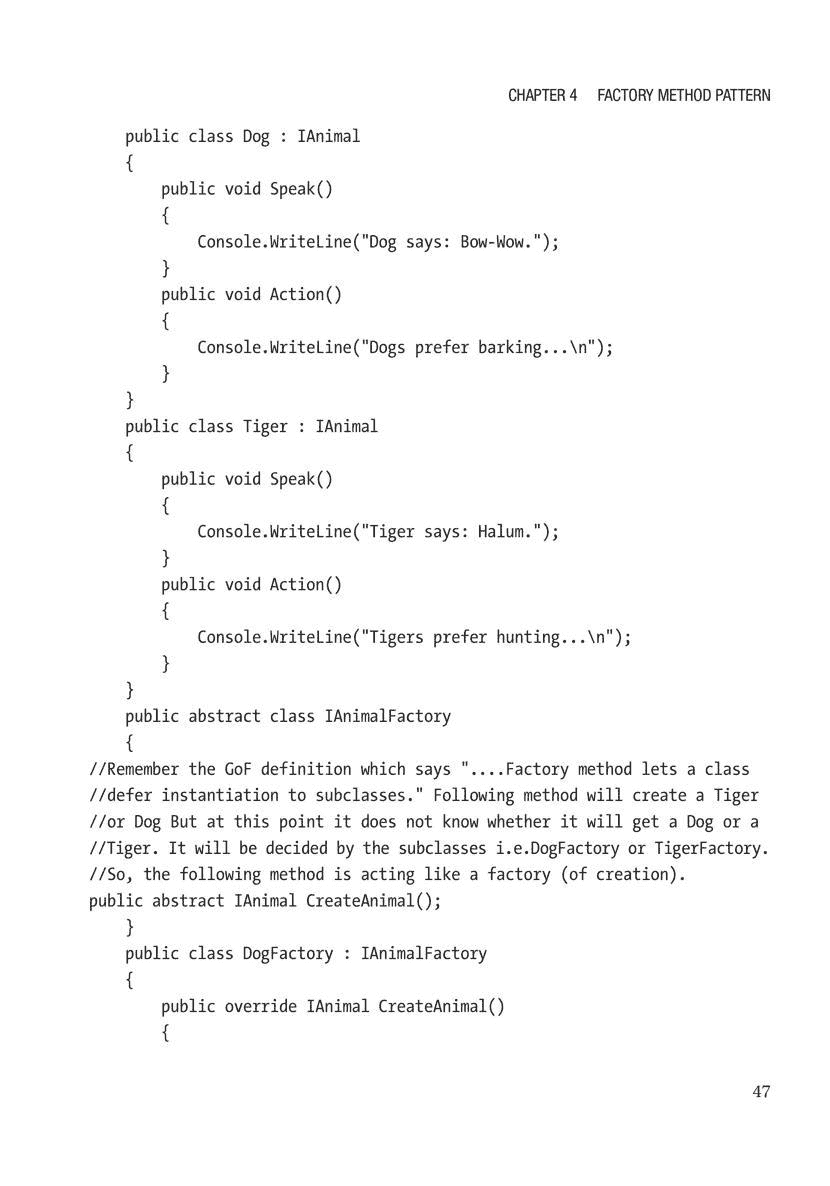 CHAPTER 4 FACTORY METHOD PATTERN
public class Dog : IAnimal
{
public void Speak()
{
Console.WriteLine("Dog says: Bow-Wow.");
}
public void Action()
{
Console.WriteLine("Dogs prefer barking...\n");
}
}
public class Tiger : IAnimal
{
public void Speak()
{
Console.WriteLine("Tiger says: Halum.");
}
public void Action()
{
Console.WriteLine("Tigers prefer hunting...\n");
}
}
public abstract class IAnimalFactory
{
//Remember the GoF definition which says "....Factory method lets a class
//defer instantiation to subclasses." Following method will create a Tiger
//or Dog But at this point it does not know whether it will get a Dog or a
//Tiger. It will be decided by the subclasses i.e.DogFactory or TigerFactory.
//So, the following method is acting like a factory (of creation).
public abstract IAnimal CreateAnimal();
}
public class DogFactory : IAnimalFactory
{
public override IAnimal CreateAnimal()
{
47